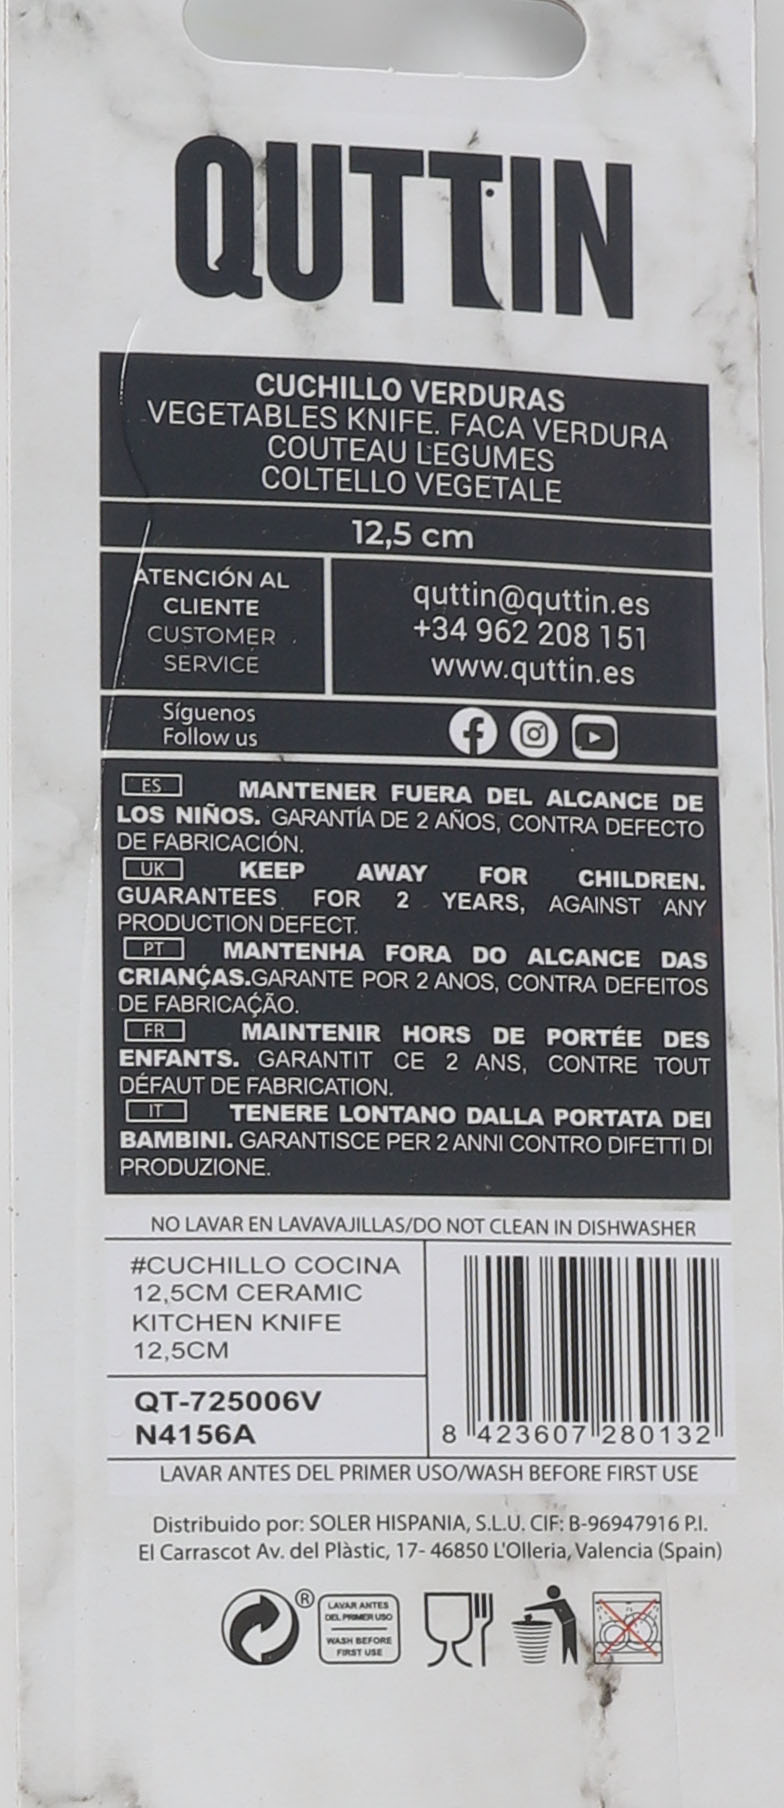 QUTTIN
CUCHILLO VERDURAS
VEGETABLES KNIFE. FACA VERDURA
COUTEAU LEGUMES
COLTELLO VEGETALE
12,5 cm
ATENCIÓN AL
CLIENTE
CUSTOMER
SERVICE
quttin@quttin.es
+34 962 208 151
www.quttin.es
Síguenos
Follow us
ES MANTENER FUERA DEL ALCANCE DE
LOS NIÑOS. GARANTÍA DE 2 AÑOS, CONTRA DEFECTO
DE FABRICACIÓN.
UK KEEP AWAY FOR CHILDREN.
GUARANTEES FOR 2 YEARS, AGAINST ANY
PRODUCTION DEFECT.
PT MANTENHA FORA DO ALCANCE DAS
CRIANÇAS.GARANTE POR 2 ANOS, CONTRA DEFEITOS
DE FABRICAÇÃO.
FR MAINTENIR HORS DE PORTÉE DES
ENFANTS. GARANTIT CE 2 ANS, CONTRE TOUT
DÉFAUT DE FABRICATION.
IT TENERE LONTANO DALLA PORTATA DEI
BAMBINI. GARANTISCE PER 2 ANNI CONTRO DIFETTI DI
PRODUZIONE.
NO LAVAR EN LAVAVAJILLAS/DO NOT CLEAN IN DISHWASHER
#CUCHILLO COCINA
12,5CM CERAMIC
KITCHEN KNIFE
12,5CM
QT-725006V
N4156A
8 423607 280132
LAVAR ANTES DEL PRIMER USO/WASH BEFORE FIRST USE
Distribuido por: SOLER HISPANIA, S.L.U. CIF: B-96947916 P.I.
El Carrascot Av. del Plàstic, 17- 46850 L'Olleria, Valencia (Spain)
®
LAVAR ANTES
DEL PRIMER USO
WASH BEFORE
FIRST USE